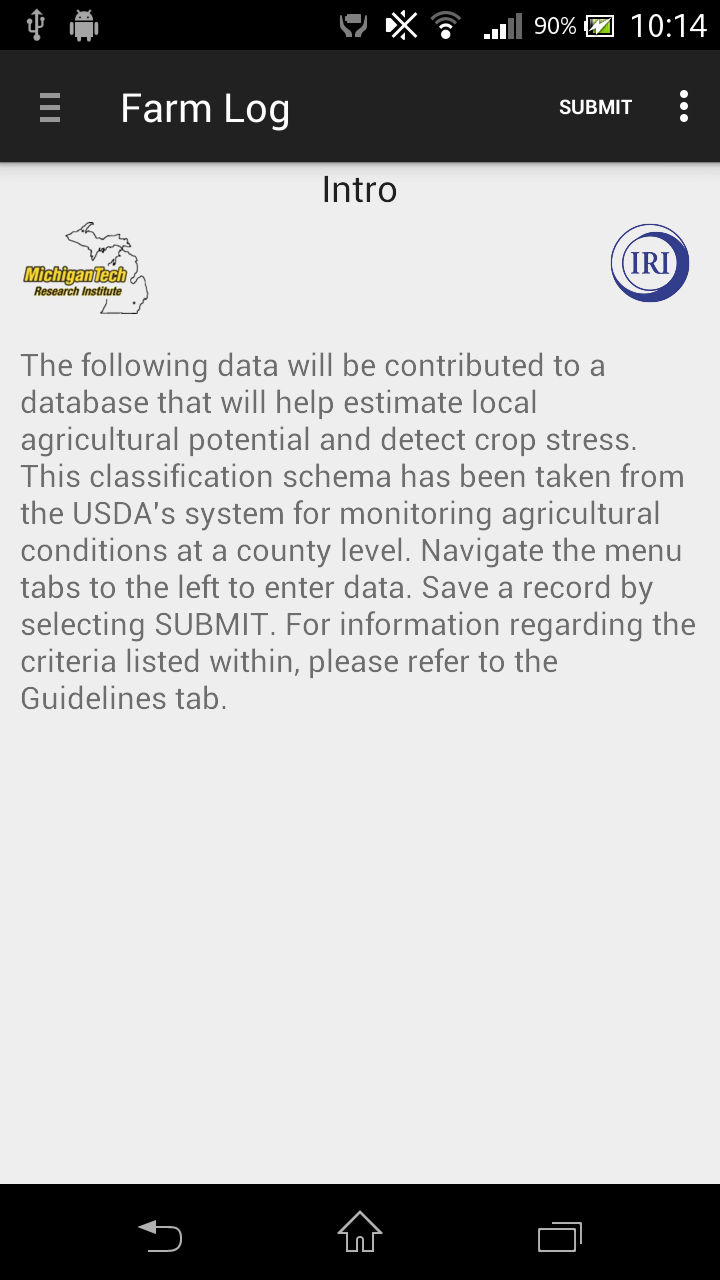 90% 10:14
Farm Log SUBMIT
Intro
MichiganTech
Research Institute
IRI
The following data will be contributed to a
database that will help estimate local
agricultural potential and detect crop stress.
This classification schema has been taken from
the USDA's system for monitoring agricultural
conditions at a county level. Navigate the menu
tabs to the left to enter data. Save a record by
selecting SUBMIT. For information regarding the
criteria listed within, please refer to the
Guidelines tab.